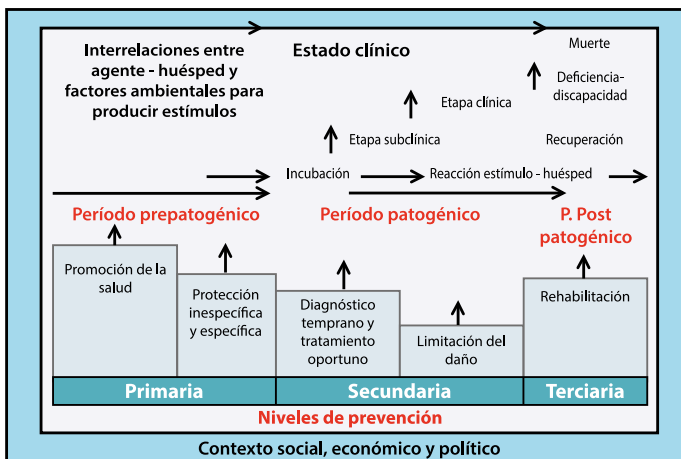 Interrelaciones entre
agente - huésped y
factores ambientales para
producir estímulos
Estado clínico
Muerte
Deficiencia-
discapacidad
Etapa clínica
Etapa subclínica
Recuperación
Incubación
Reacción estímulo - huésped
Período prepatogénico
Período patogénico
P. Post
patogénico
Promoción de la
salud
Protección
inespecífica
y específica
Diagnóstico
temprano y
tratamiento
oportuno
Limitación del
daño
Rehabilitación
Primaria
Secundaria
Terciaria
Niveles de prevención
Contexto social, económico y político